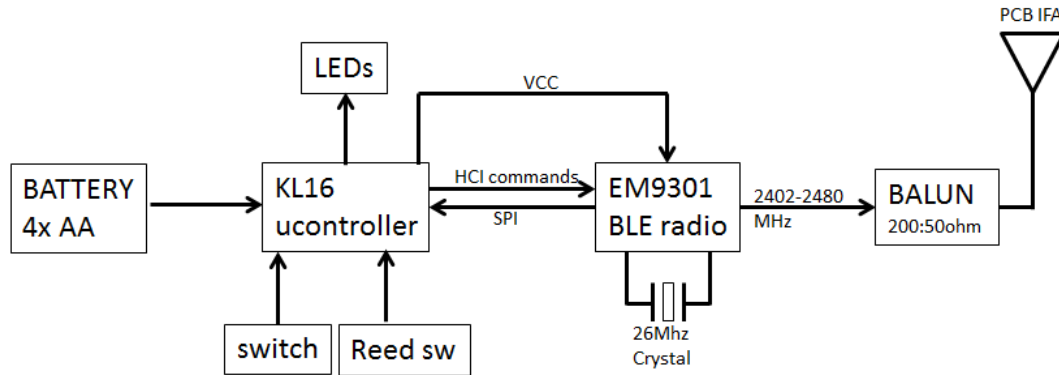 PCB IFA
LEDs
VCC
BATTERY
4x AA
KL16
ucontroller
HCI commands
SPI
EM9301
BLE radio
2402-2480
MHz
BALUN
200:50ohm
switch
Reed sw
26Mhz
Crystal